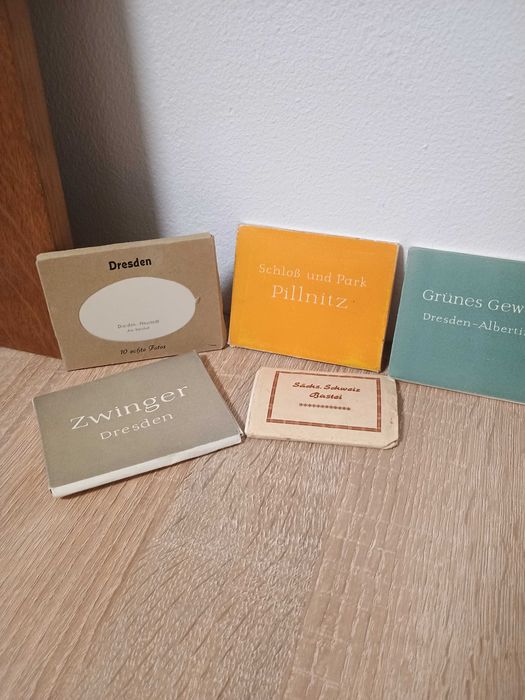 Dresden
Dresden-Neustadt
10 echte Fotos
Schloß und Park
Pillnitz
Grünes Gew
Dresden-Alberti
Zwinger
Dresden
Sächs. Schweiz
Bastei